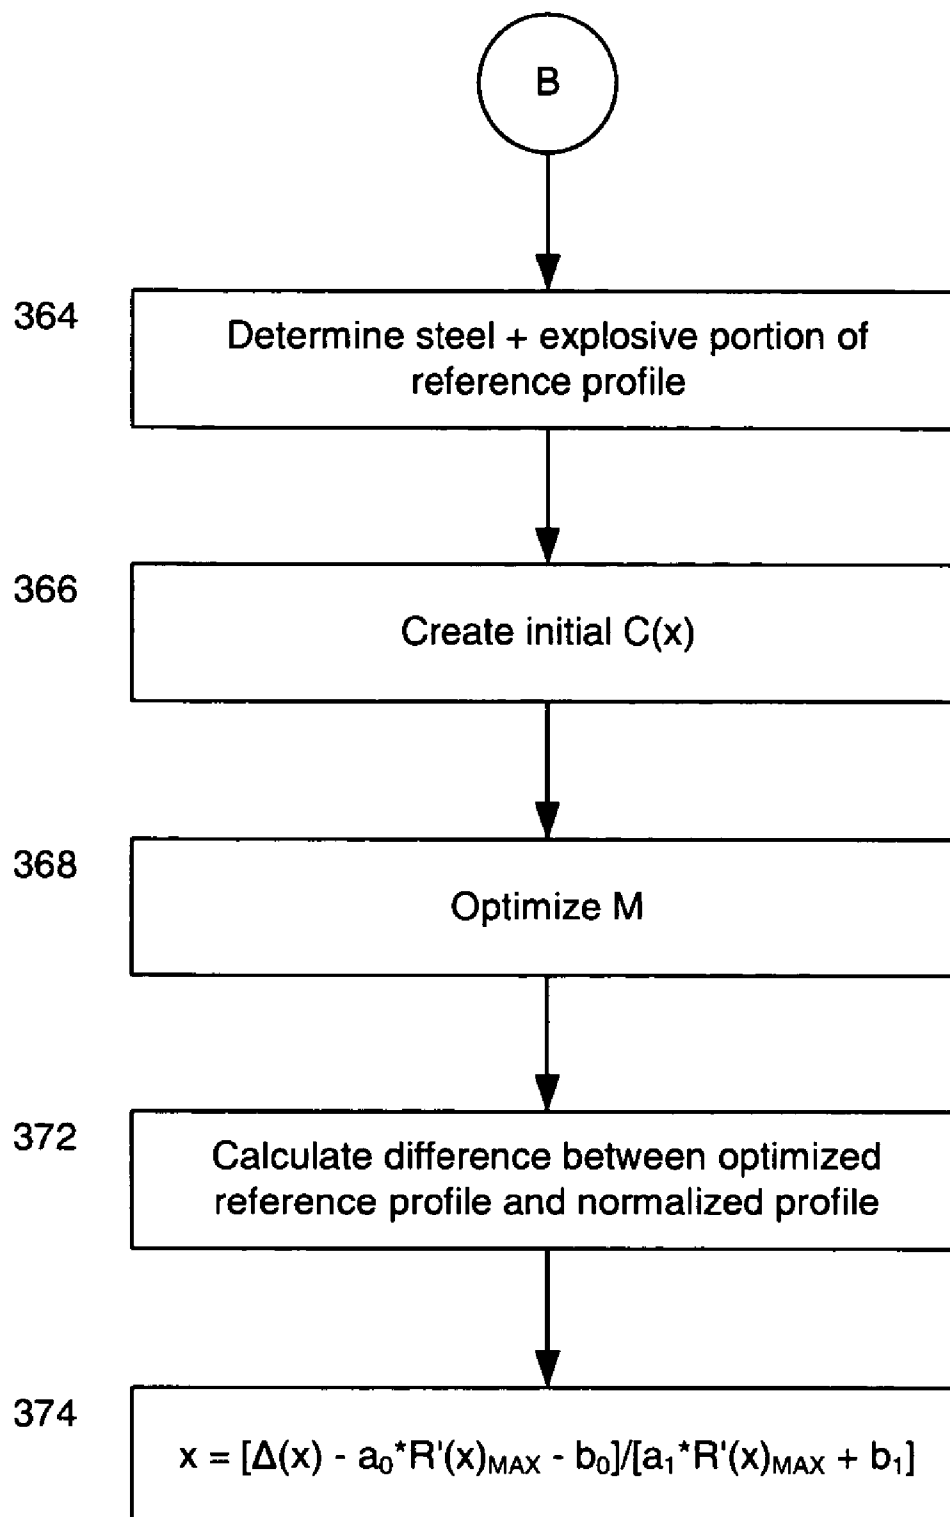 B
364
Determine steel + explosive portion of
reference profile
366
Create initial C(x)
368
Optimize M
372
Calculate difference between optimized
reference profile and normalized profile
374
x = [Δ(x) - a₀*R'(x)MAX - b₀]/[a₁*R'(x)MAX + b₁]